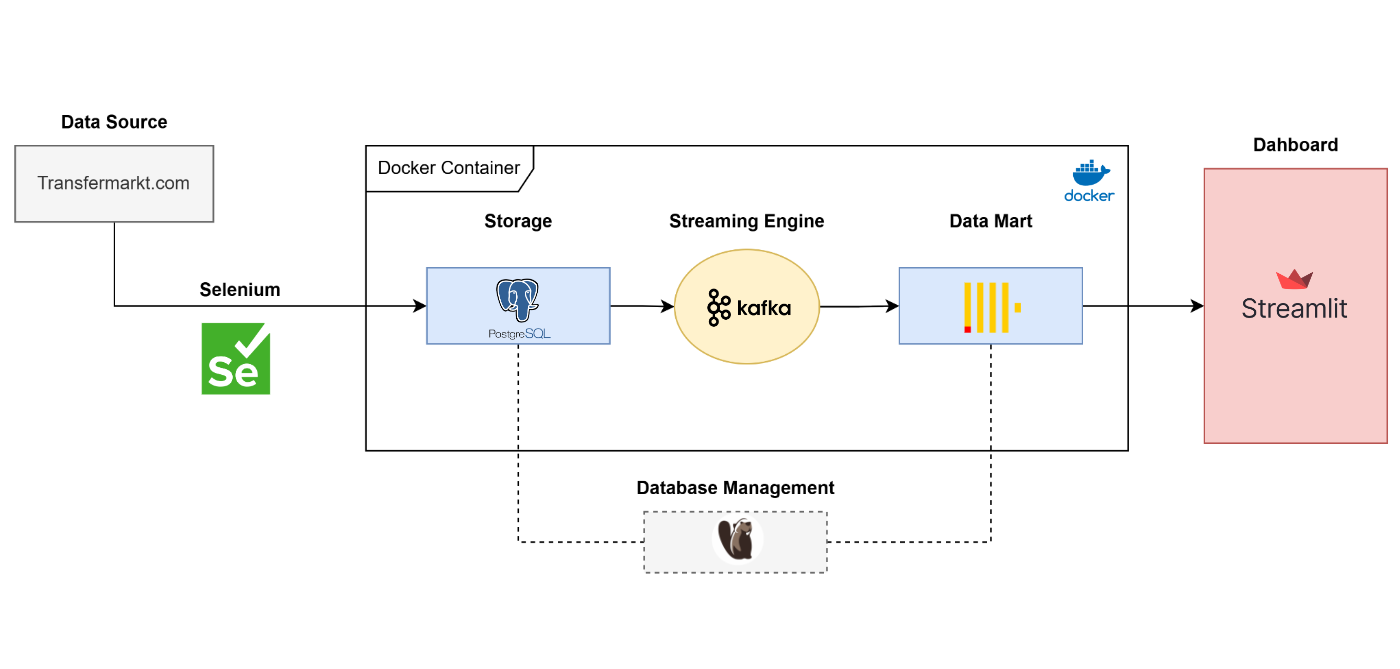 Data Source
Transfermarkt.com
Selenium
Se
Docker Container
docker
Storage
PostgreSQL
Streaming Engine
kafka
Data Mart
Dahboard
Streamlit
Database Management